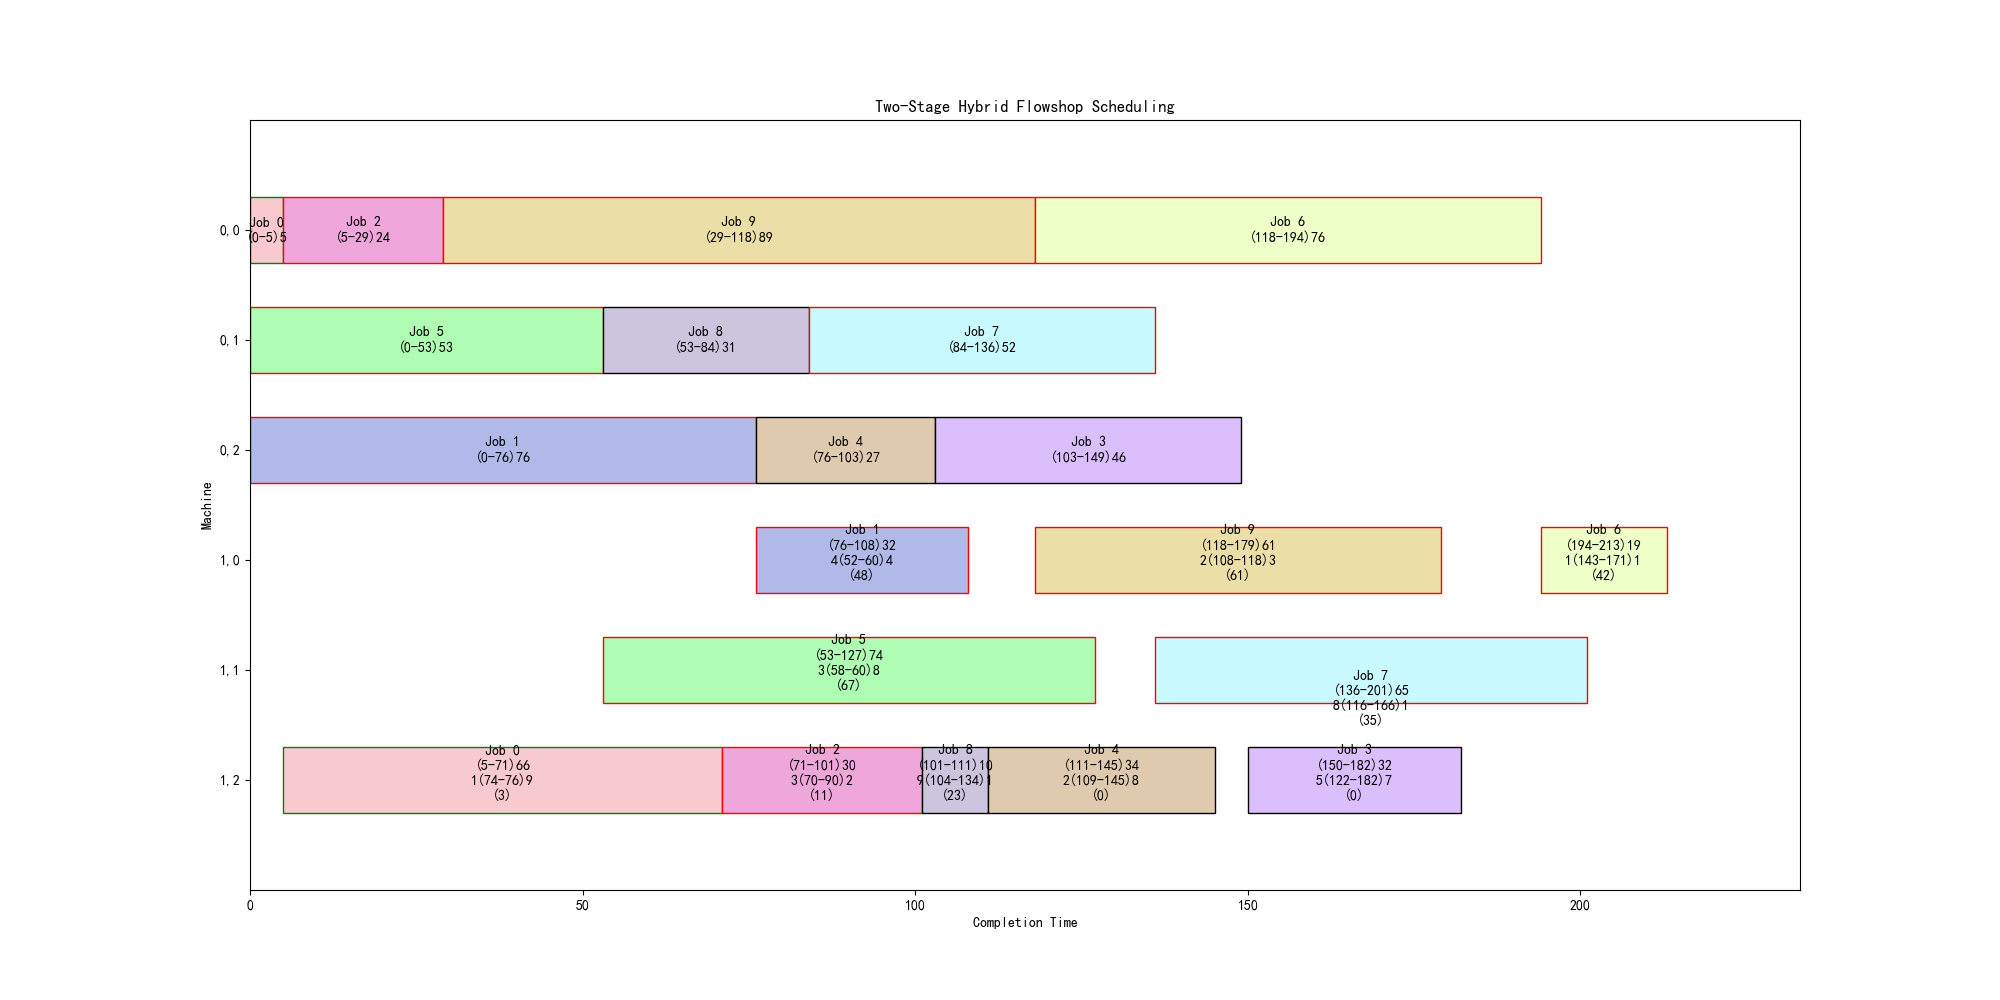 Two-Stage Hybrid Flowshop Scheduling
Machine
0,0
Job 0
(0-5)5
Job 2
(5-29)24
Job 9
(29-118)89
Job 6
(118-194)76
0,1
Job 5
(0-53)53
Job 8
(53-84)31
Job 7
(84-136)52
0,2
Job 1
(0-76)76
Job 4
(76-103)27
Job 3
(103-149)46
1,0
Job 1
(76-108)32
4(52-60)4
(48)
Job 9
(118-179)61
2(108-118)3
(61)
Job 6
(194-213)19
1(143-171)1
(42)
1,1
Job 5
(53-127)74
3(58-60)8
(67)
Job 7
(136-201)65
8(116-166)1
(35)
1,2
Job 0
(5-71)66
1(74-76)9
(3)
Job 2
(71-101)30
3(70-90)2
(11)
Job 8
(101-111)10
9(104-134)1
(23)
Job 4
(111-145)34
2(109-145)8
(0)
Job 3
(150-182)32
5(122-182)7
(0)
0
50
100
150
200
Completion Time